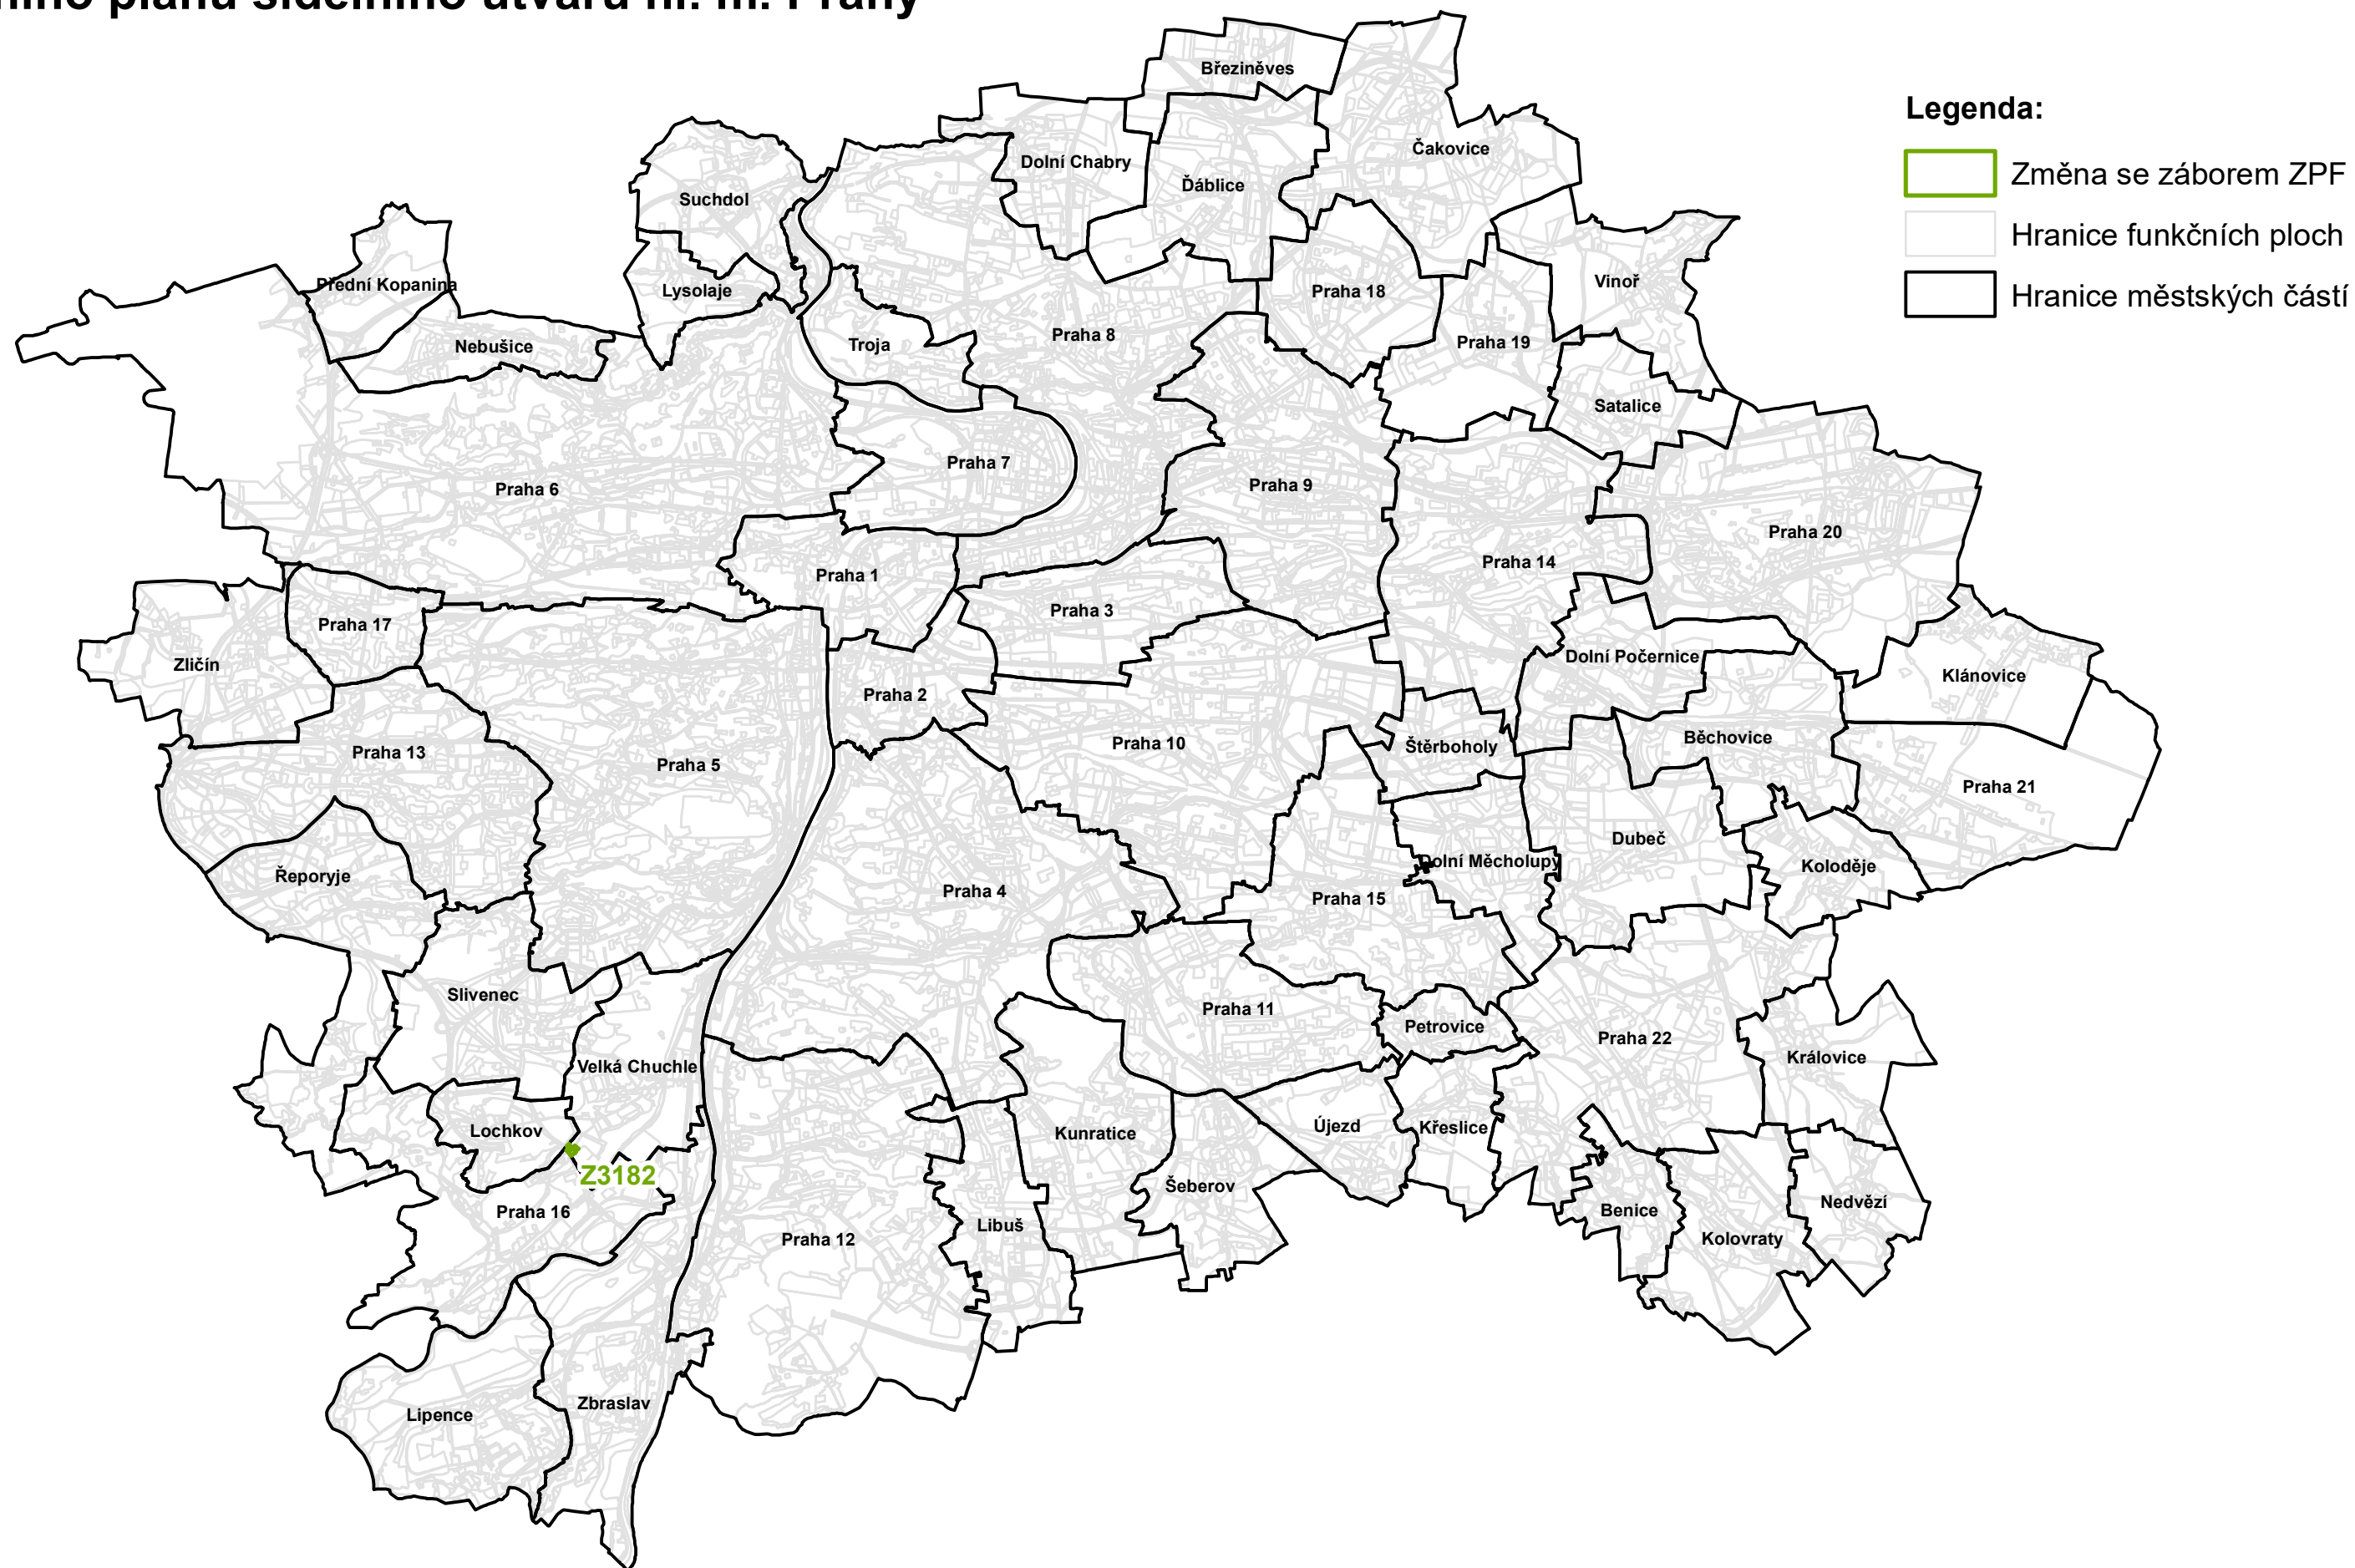 plánu sídelního útvaru hl. m. Prahy
Legenda:
Změna se záborem ZPF
Hranice funkčních ploch
Hranice městských částí
Březiněves
Čakovice
Dolní Chabry
Ďáblice
Suchdol
Přední Kopanina
Lysolaje
Vinoř
Praha 18
Nebušice
Troja
Praha 8
Praha 19
Satalice
Praha 7
Praha 6
Praha 9
Praha 20
Praha 14
Praha 1
Praha 3
Praha 17
Zličín
Dolní Počernice
Klánovice
Praha 2
Praha 13
Praha 5
Praha 10
Štěrboholy
Běchovice
Praha 21
Dubeč
Dolní Měcholupy
Koloděje
Řeporyje
Praha 4
Praha 15
Slivenec
Praha 11
Petrovice
Praha 22
Královice
Velká Chuchle
Lochkov
Kunratice
Újezd
Křeslice
Z3182
Šeberov
Praha 16
Libuš
Praha 12
Benice
Nedvězí
Kolovraty
Zbraslav
Lipence